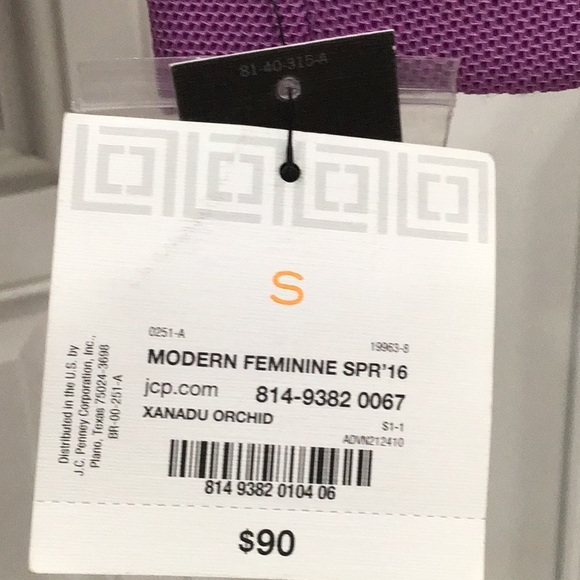 81-40-315-A
S
0251-A
19963-8
MODERN FEMININE SPR'16
jcp.com 814-9382 0067
XANADU ORCHID
S1-1
ADVN212410
814 9382 0104 06
$90
Distributed in the U.S. by
J.C. Penney Corporation, Inc.,
Plano, Texas 75024-3698
BR-00-251-A